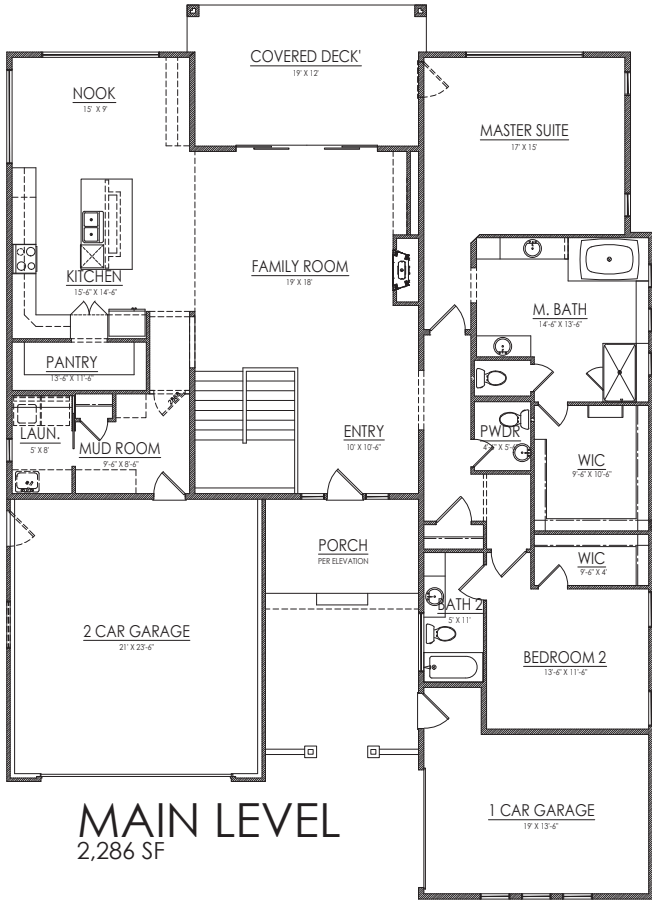 COVERED DECK'
19' X 12'
NOOK
15' X 9'
MASTER SUITE
17' X 15'
FAMILY ROOM
19' X 18'
KITCHEN
15'-6" X 14'-6"
M. BATH
14'-6" X 13'-6"
PANTRY
13'-6" X 11'-6"
LAUN.
5' X 8'
MUD ROOM
9'-6" X 8'-6"
ENTRY
10' X 10'-6"
PWDR
WIC
9'-6" X 10'-6"
PORCH
PER ELEVATION
WIC
9'-6" X 4'
BATH 2
5' X 11'
2 CAR GARAGE
21' X 23'-6"
BEDROOM 2
13'-6" X 11'-6"
1 CAR GARAGE
19' X 13'-6"
MAIN LEVEL
2,286 SF